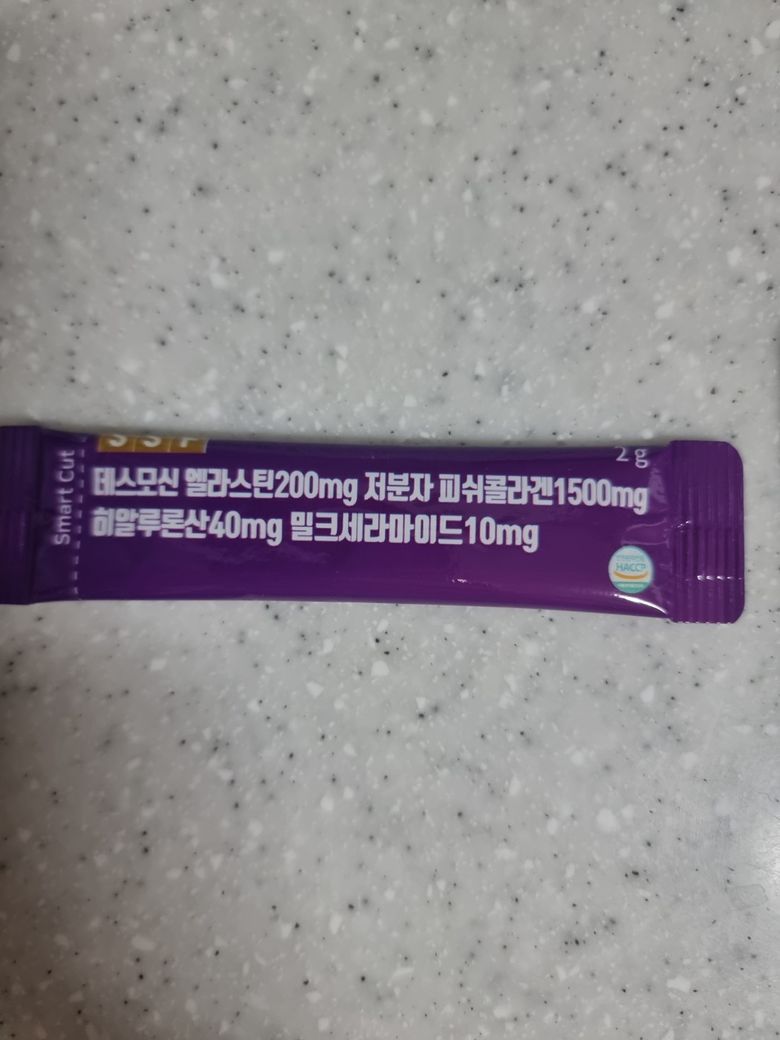 SSF
2g
Smart Cut
데스모신 엘라스틴200mg 저분자 피쉬콜라겐1500mg
히알루론산40mg 밀크세라마이드10mg
HACCP